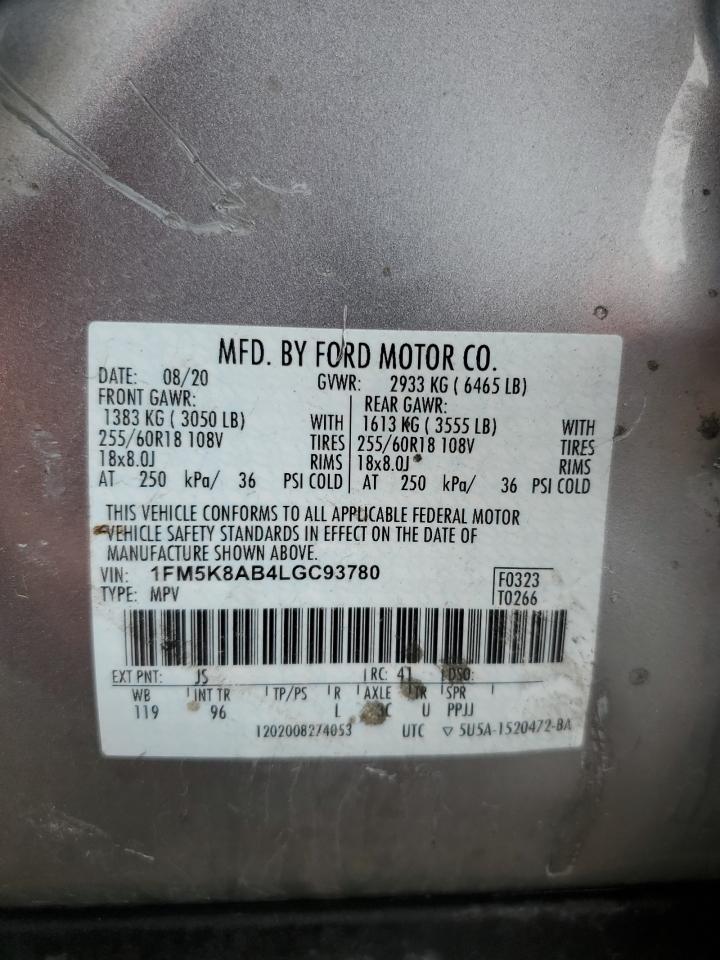 MFD. BY FORD MOTOR CO.
DATE: 08/20 GVWR: 2933 KG ( 6465 LB)
FRONT GAWR: REAR GAWR:
1383 KG ( 3050 LB) WITH 1613 KG ( 3555 LB) WITH
255/60R18 108V TIRES 255/60R18 108V TIRES
18x8.0J RIMS 18x8.0J RIMS
AT 250 kPa/ 36 PSI COLD AT 250 kPa/ 36 PSI COLD
THIS VEHICLE CONFORMS TO ALL APPLICABLE FEDERAL MOTOR
VEHICLE SAFETY STANDARDS IN EFFECT ON THE DATE OF
MANUFACTURE SHOWN ABOVE.
VIN: 1FM5K8AB4LGC93780 F0323
TYPE: MPV T0266
EXT PNT: JS RC: 41 DSO:
WB INT TR TP/PS R AXLE TR SPR
119 96 L 3C U PPJJ
1202008274053 UTC ▽ 5U5A-1520472-BA